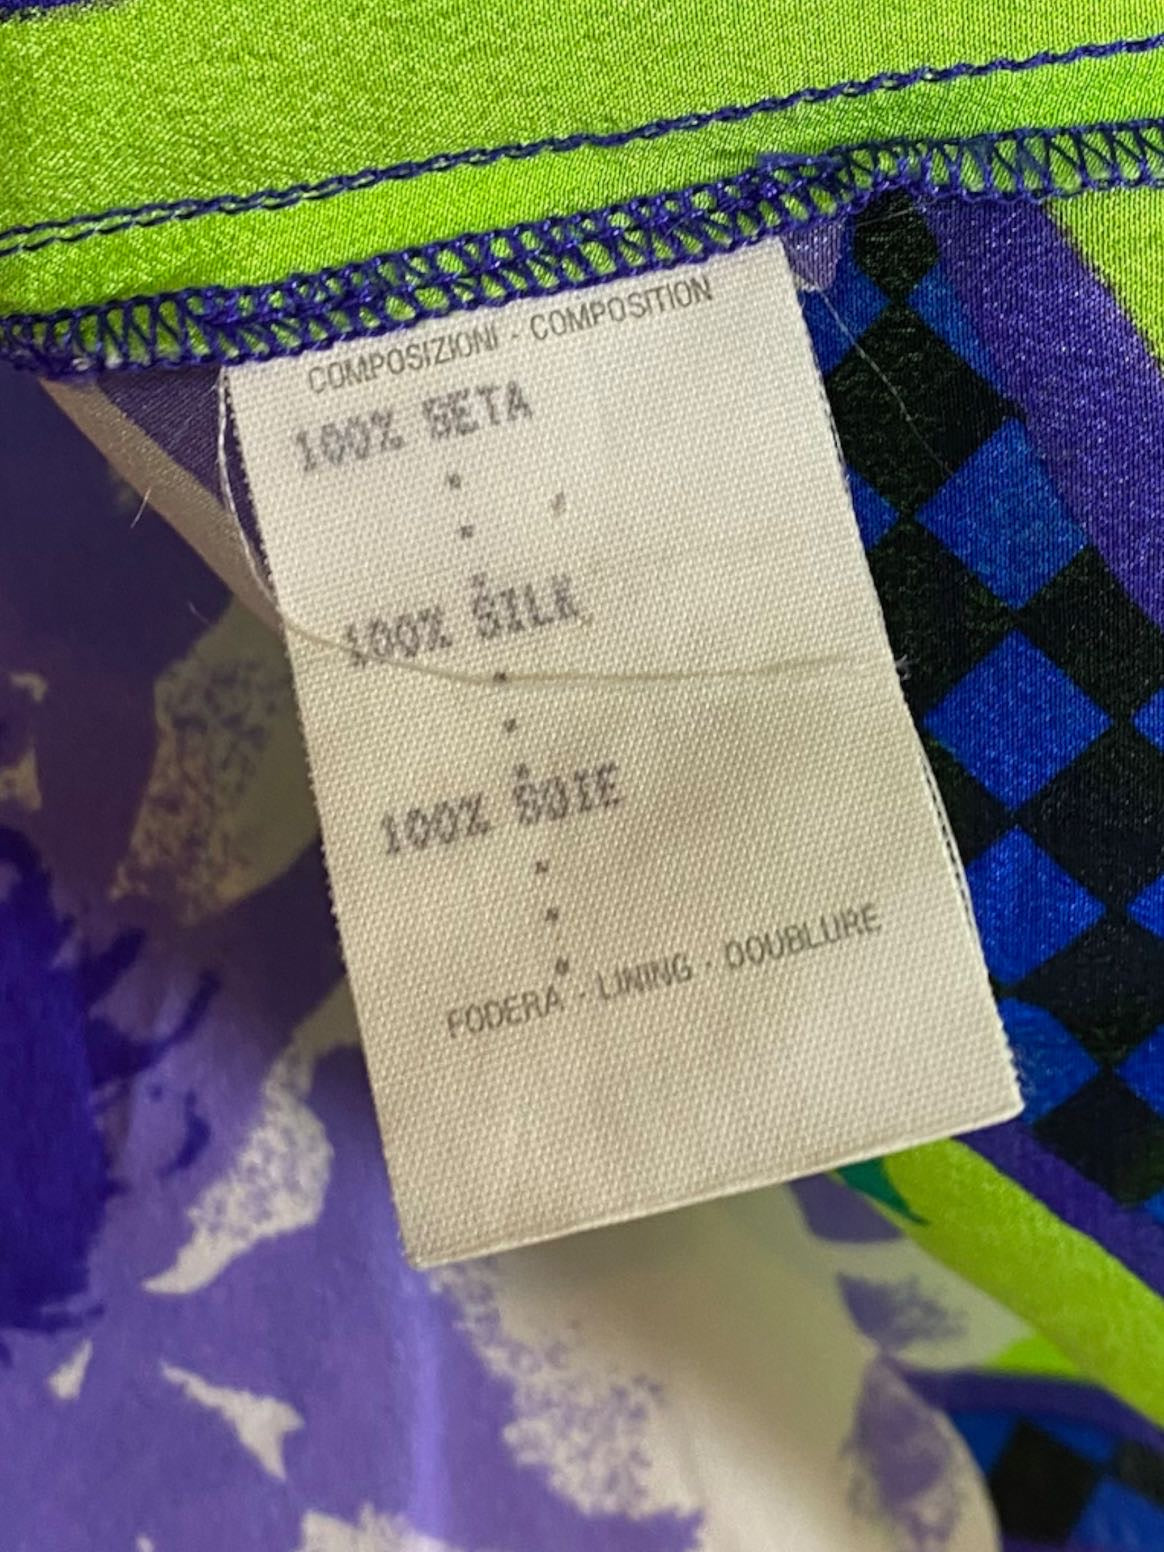 COMPOSIZIONI - COMPOSITION
100% SETA
.
.
.
100% SILK
.
.
.
100% SOIE
.
.
.
FODERA - LINING - DOUBLURE